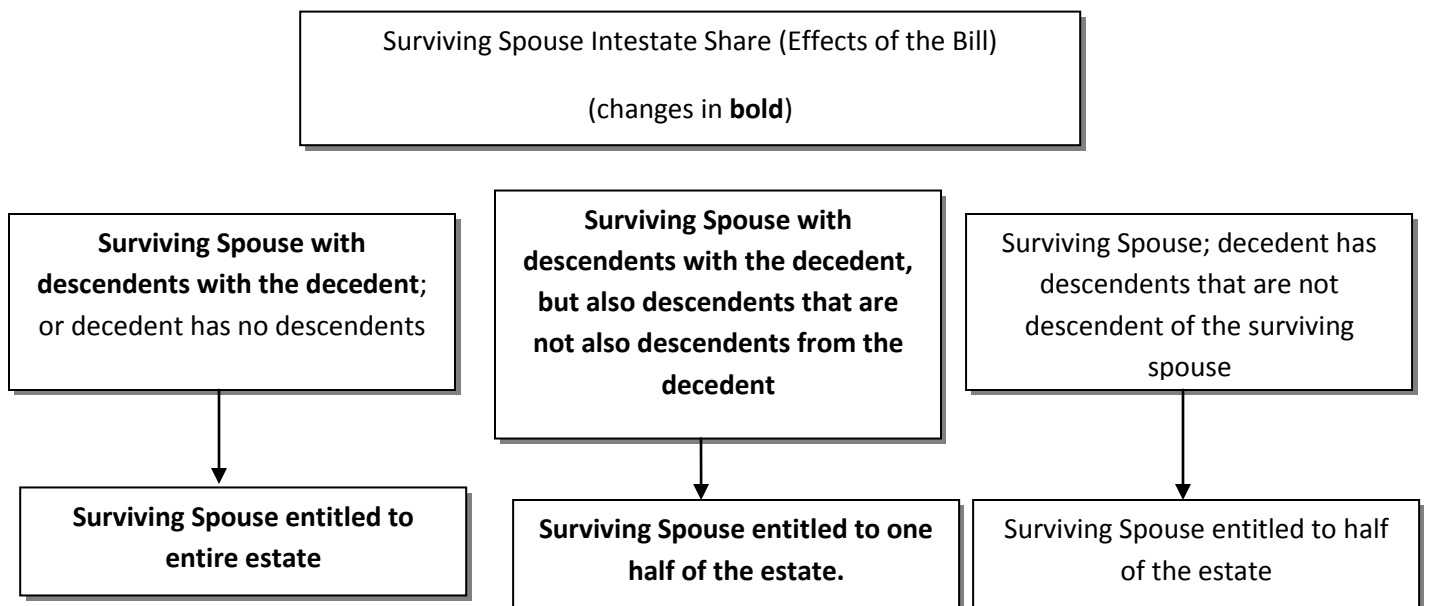 Surviving Spouse Intestate Share (Effects of the Bill)
(changes in bold)
Surviving Spouse with
descendents with the decedent;
or decedent has no descendents
Surviving Spouse with
descendents with the decedent,
but also descendents that are
not also descendents from the
decedent
Surviving Spouse; decedent has
descendents that are not
descendent of the surviving
spouse
Surviving Spouse entitled to
entire estate
Surviving Spouse entitled to one
half of the estate.
Surviving Spouse entitled to half
of the estate